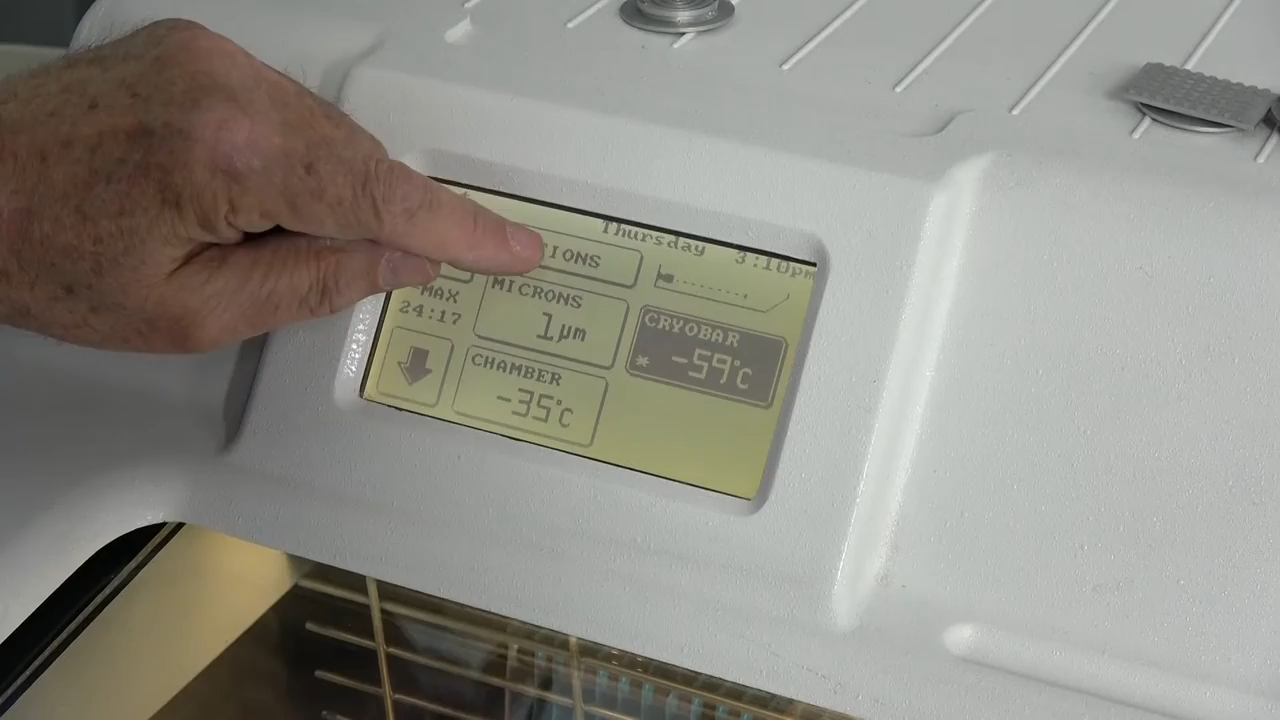 Thursday 3:10pm
IONS
MAX
24:17
MICRONS
1µm
CRYOBAR
* -59°C
CHAMBER
-35°C